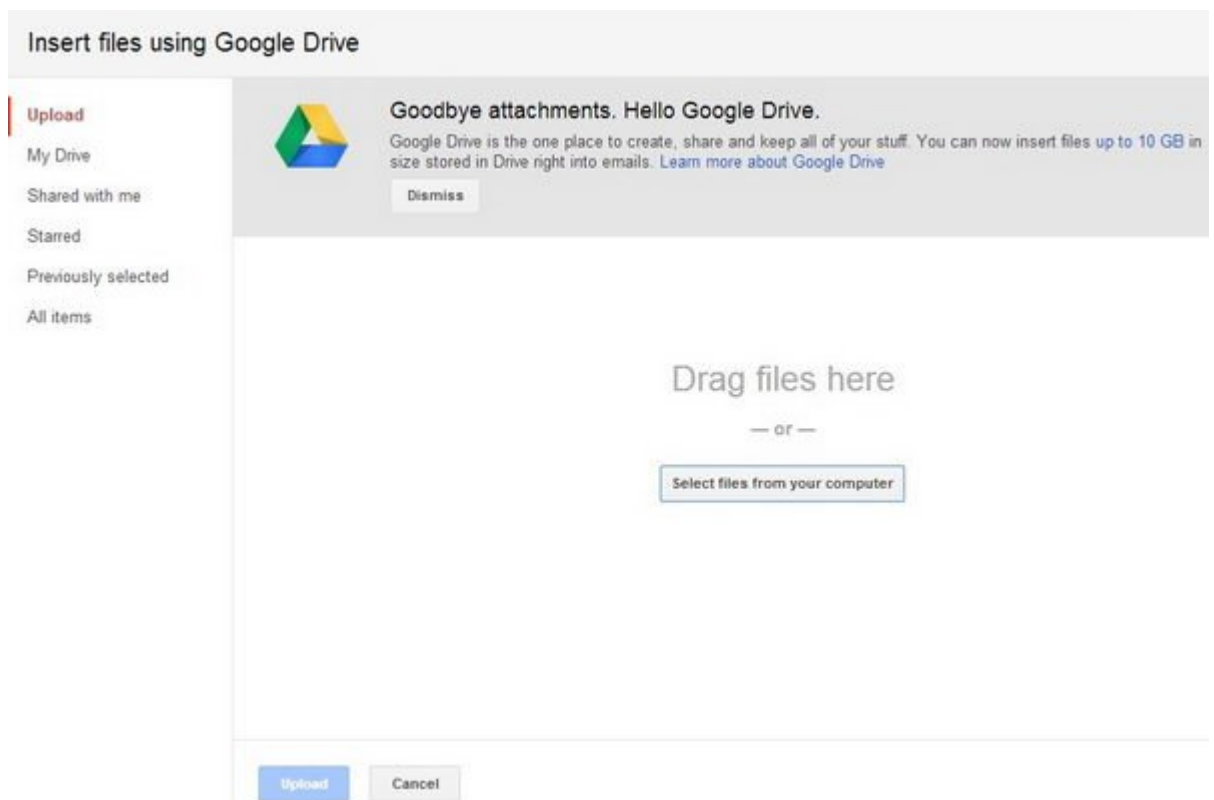 Insert files using Google Drive
Upload
My Drive
Shared with me
Starred
Previously selected
All items
Goodbye attachments. Hello Google Drive.
Google Drive is the one place to create, share and keep all of your stuff. You can now insert files up to 10 GB in
size stored in Drive right into emails. Learn more about Google Drive
Dismiss
Drag files here
— or —
Select files from your computer
Upload
Cancel